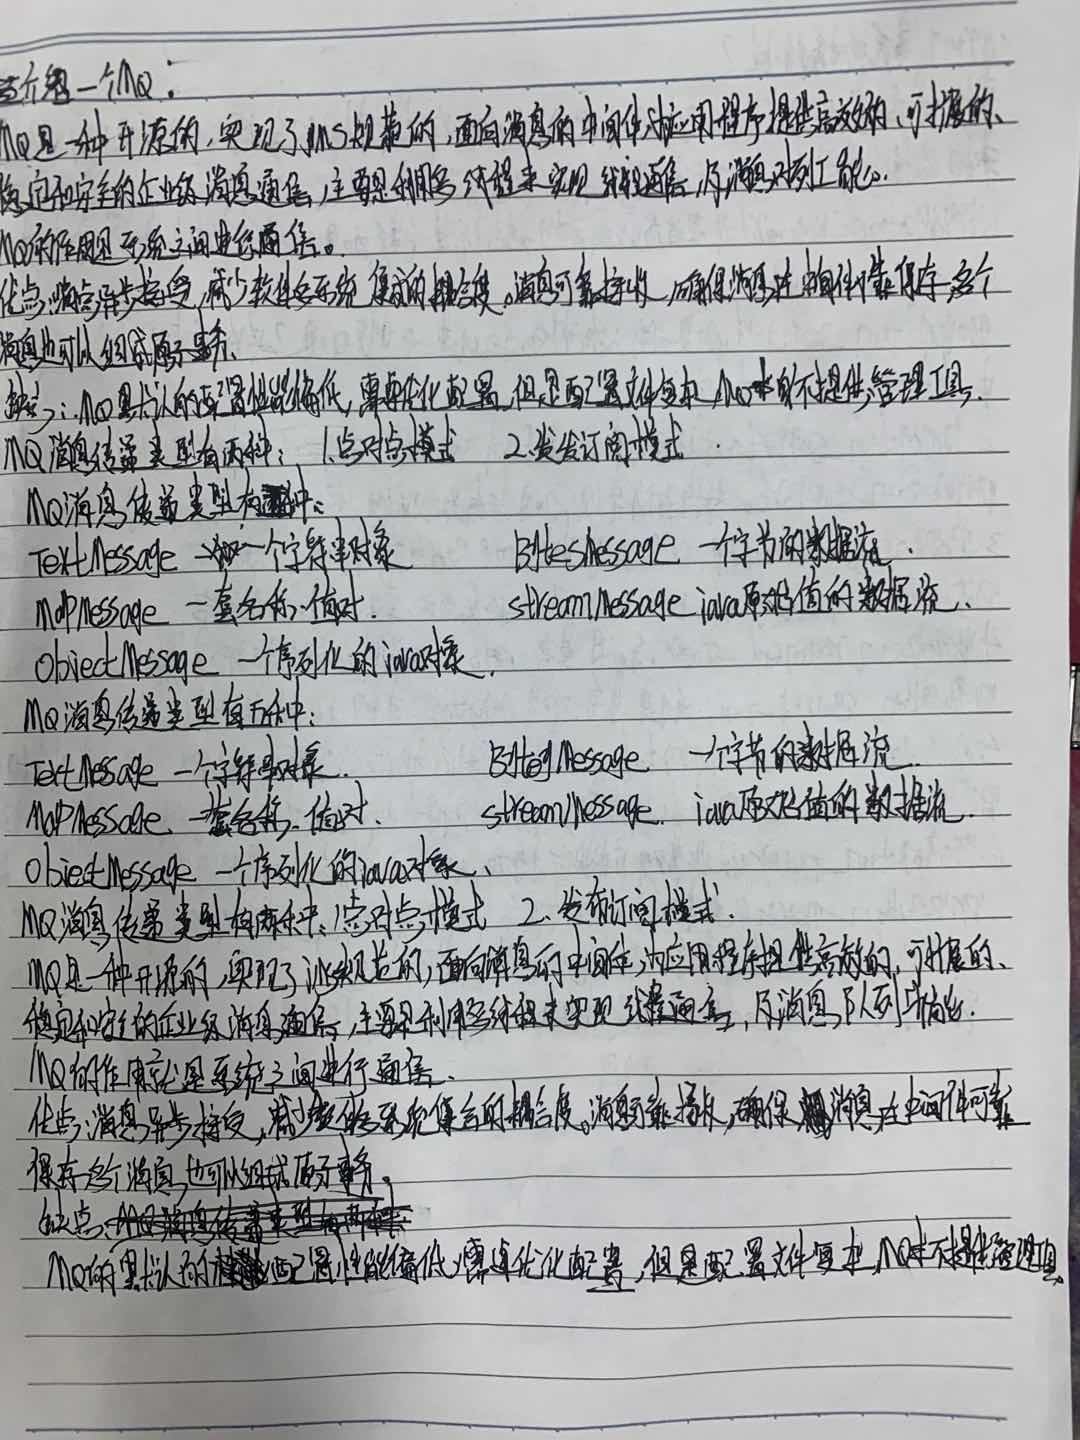 介绍一个MQ:
MQ是一种开源的,实现了JMS规范的,面向消息的中间件,为应用程序提供高效的、可扩展的、
稳定和安全的企业级消息通信,主要是利用多线程来实现线程通信,及消息队列功能.
MQ的作用是系统之间进行通信。
优点:消息异步接受,减少软件多系统集成的耦合度。消息可靠接收,确保消息在中间件可靠保存,多个
消息也可以组成原子事务.
缺点:MQ默认的配置性能偏低,需要优化配置,但是配置文件复杂,MQ本身不提供管理工具.
MQ消息传递类型有两种: 1.点对点模式 2.发发订阅模式.
MQ消息传递类型有 种:
TextMessage 一个字符串对象 BytesMessage 一个字节的数据流.
MapMessage 一套名称、值对. streamMessage java原始值的数据流.
ObjectMessage 一个序列化的java对象.
MQ消息传递类型有五种:
TextMessage 一个字符串对象. BytesMessage 一个字节的数据流.
MapMessage 一套名称、值对. streamMessage. java原始值的数据流.
ObjectMessage 一个序列化的java对象.
MQ消息传递类型有两种:1点对点模式 2.发布订阅模式.
MQ是一种开源的,实现了jms规范的,面向消息的中间件,为应用程序提供高效的,可扩展的、
稳定和安全的企业级消息通信,主要是利用多线程来实现线程通信,及消息队列功能.
MQ的作用就是系统之间进行通信.
优点:消息异步接受,减少软件多系统集合的耦合度。消息可靠接收,确保消息在中间件可靠
保存,多个消息也可以组成原子事务.
缺点:
MQ的默认的配置性能偏低,需要优化配置,但是配置文件复杂,MQ本不提供管理工具.